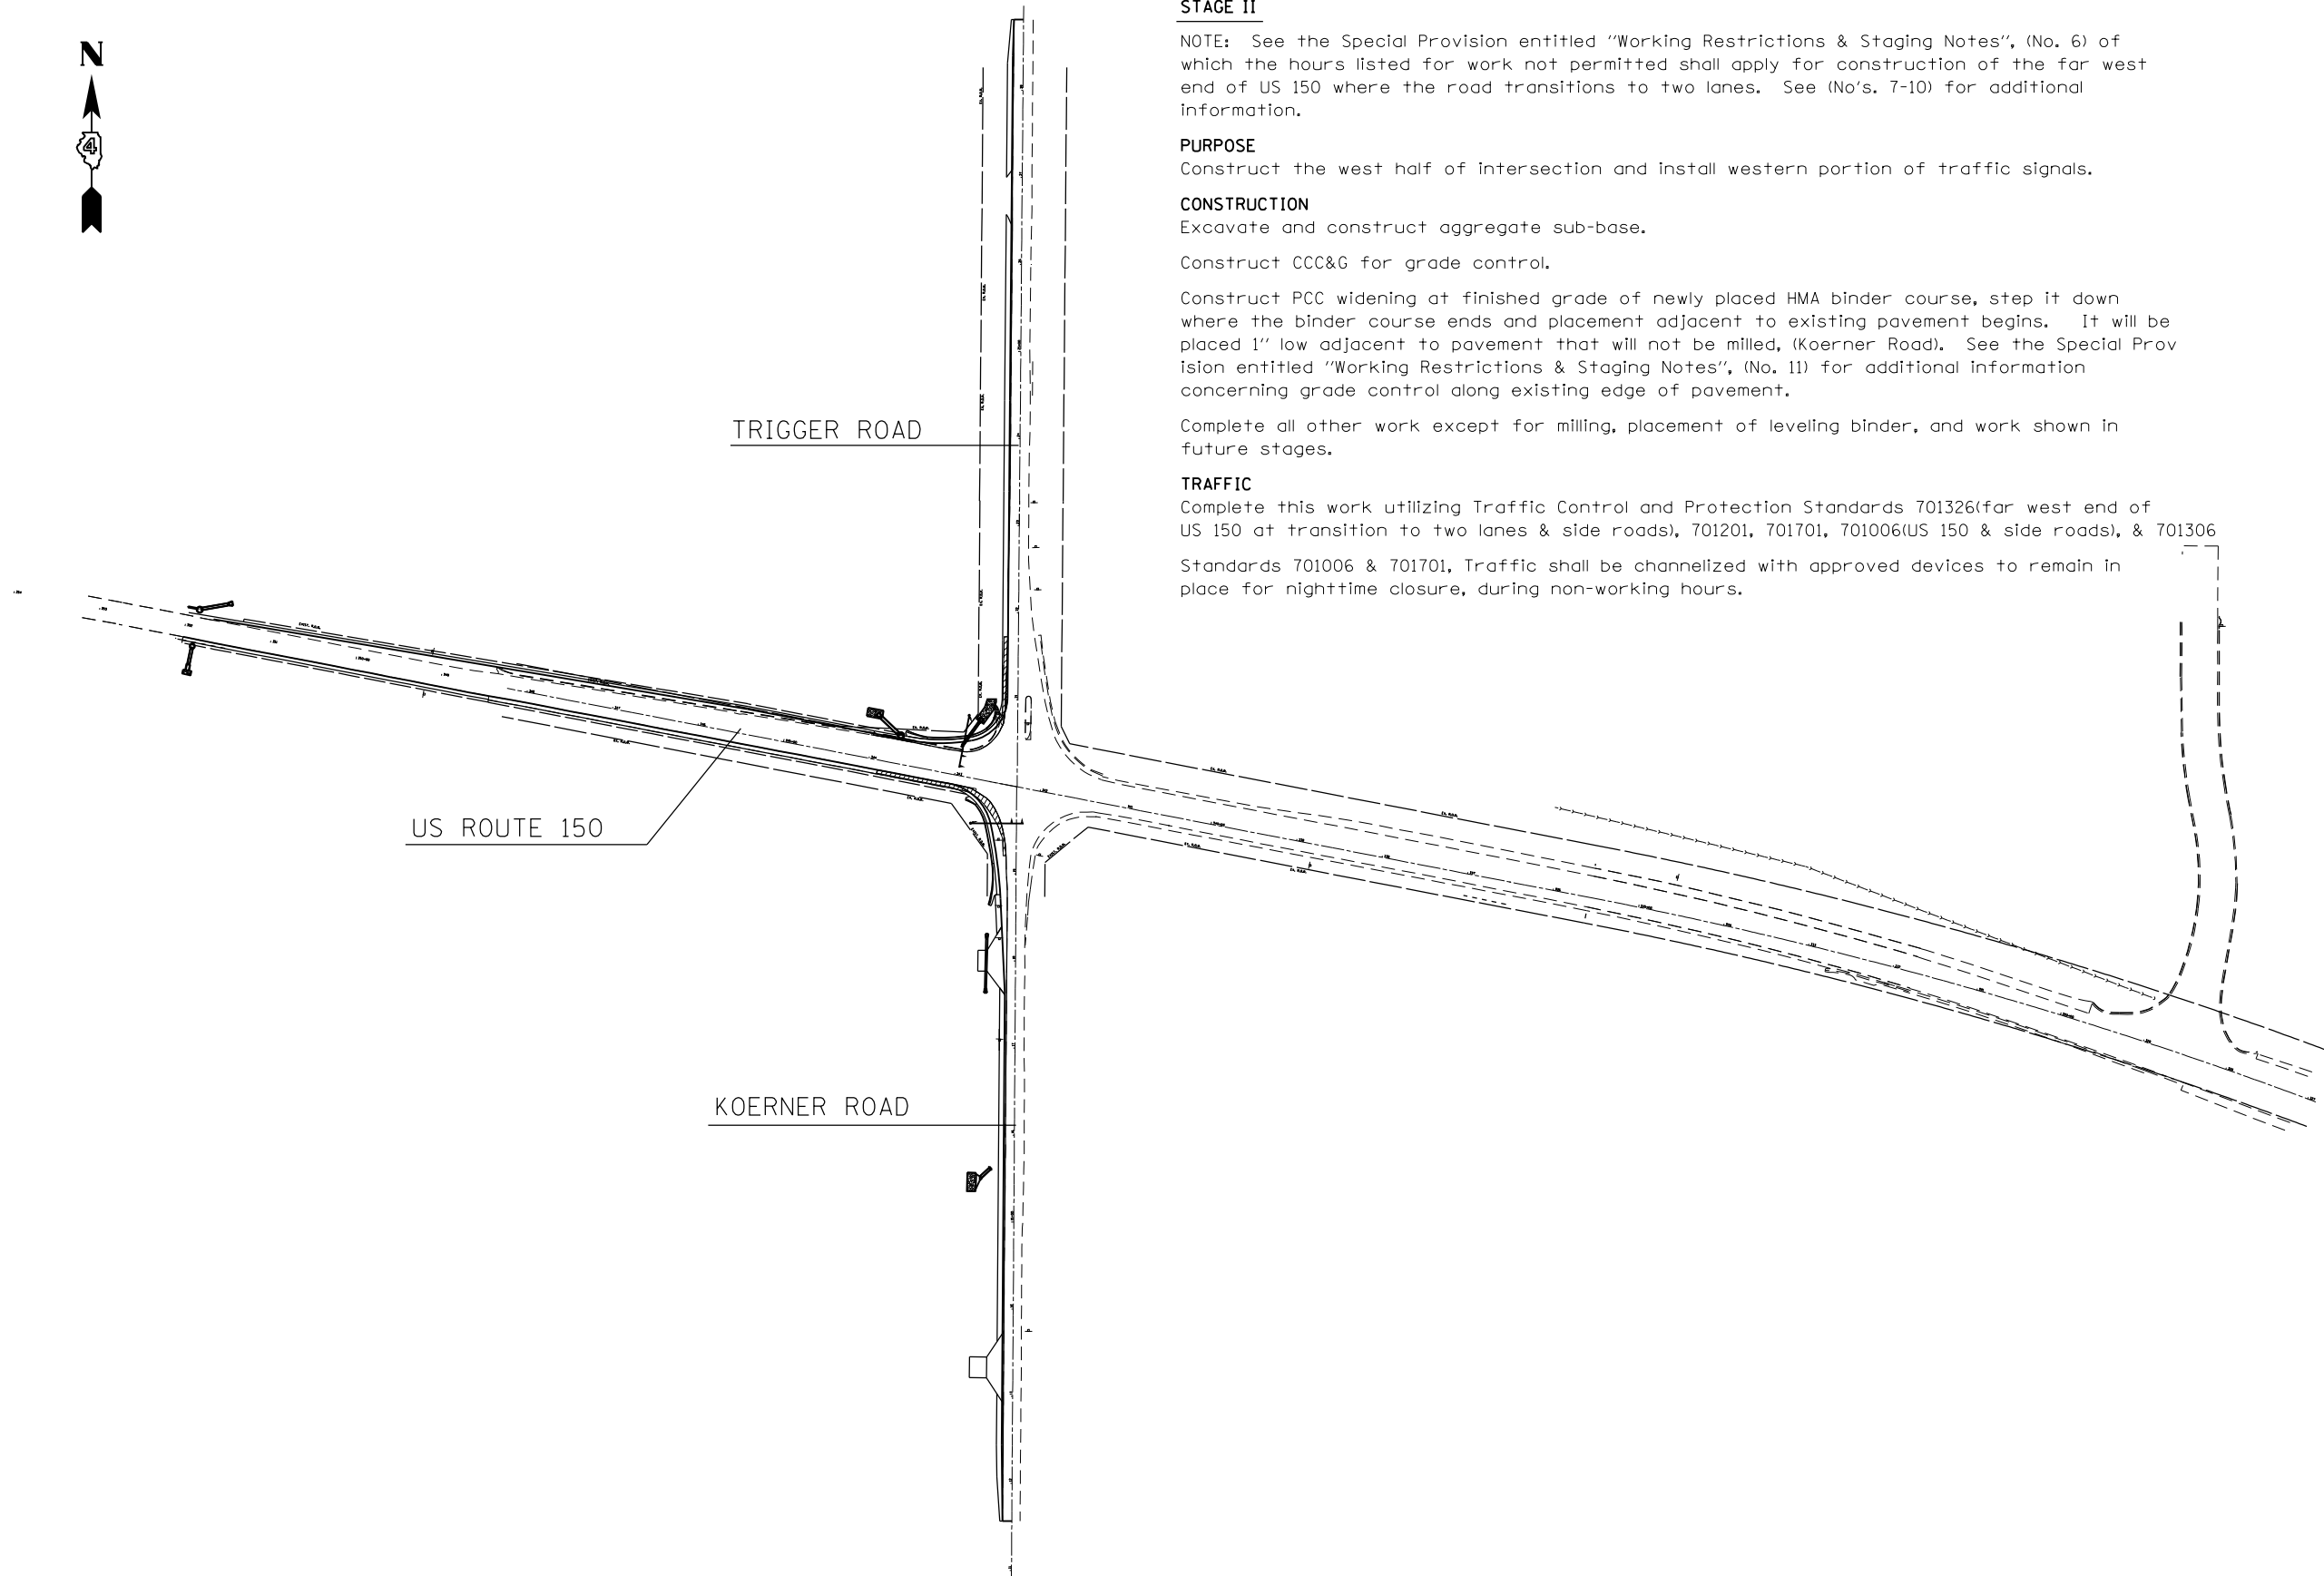 STAGE II
NOTE: See the Special Provision entitled "Working Restrictions & Staging Notes", (No. 6) of
which the hours listed for work not permitted shall apply for construction of the far west
end of US 150 where the road transitions to two lanes. See (No's. 7-10) for additional
information.
PURPOSE
Construct the west half of intersection and install western portion of traffic signals.
CONSTRUCTION
Excavate and construct aggregate sub-base.
Construct CCC&G for grade control.
Construct PCC widening at finished grade of newly placed HMA binder course, step it down
where the binder course ends and placement adjacent to existing pavement begins. It will be
placed 1" low adjacent to pavement that will not be milled, (Koerner Road). See the Special Prov
ision entitled "Working Restrictions & Staging Notes", (No. 11) for additional information
concerning grade control along existing edge of pavement.
Complete all other work except for milling, placement of leveling binder, and work shown in
future stages.
TRAFFIC
Complete this work utilizing Traffic Control and Protection Standards 701326(far west end of
US 150 at transition to two lanes & side roads), 701201, 701701, 701006(US 150 & side roads), & 701306
Standards 701006 & 701701, Traffic shall be channelized with approved devices to remain in
place for nighttime closure, during non-working hours.
N
4
TRIGGER ROAD
US ROUTE 150
KOERNER ROAD